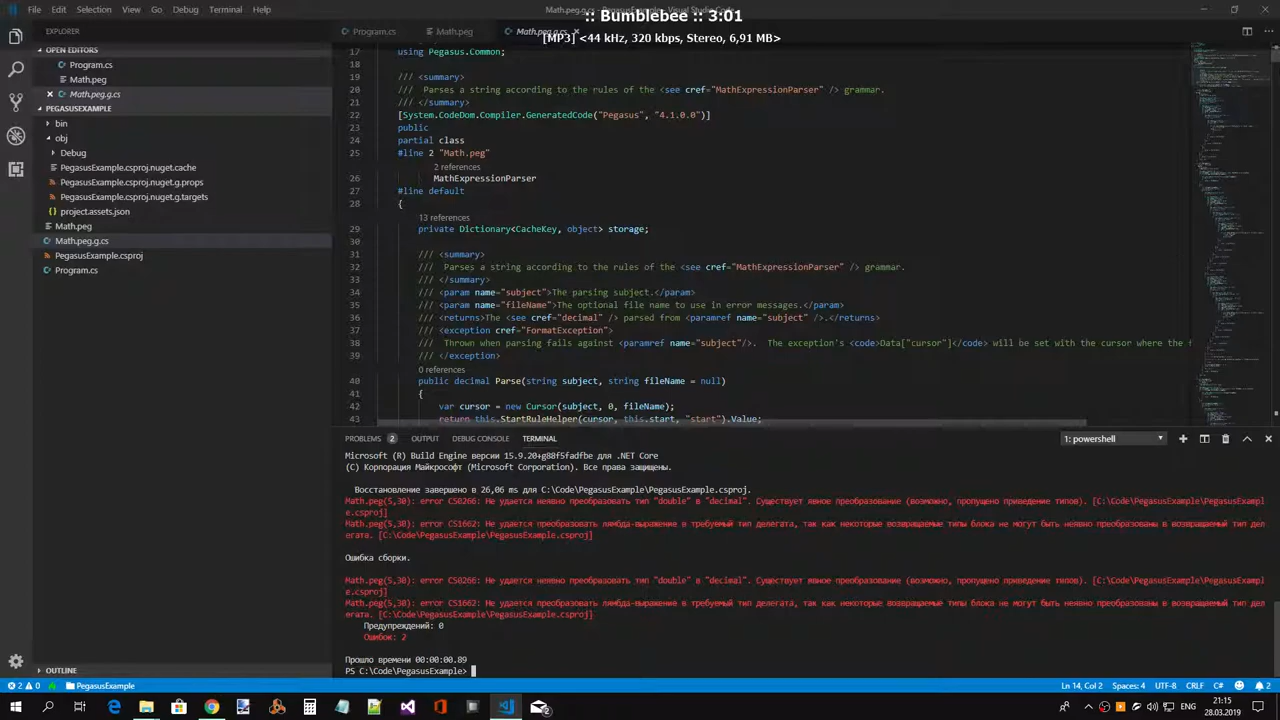 File Edit Selection View Go Debug Terminal Help
:: Bumblebee :: 3:01
[MP3] <44 kHz, 320 kbps, Stereo, 6,91 MB>
EXPLORER
OPEN EDITORS
Program.cs
Math.peg
Math.peg.g.cs
PEGASUSEXAMPLE
bin
obj
Debug
PegasusExample.csproj.nuget.cache
PegasusExample.csproj.nuget.g.props
PegasusExample.csproj.nuget.g.targets
project.assets.json
Math.peg
Math.peg.g.cs
PegasusExample.csproj
Program.cs
OUTLINE
Program.cs Math.peg Math.peg.g.cs
17 using Pegasus.Common;
18
19 /// <summary>
20 /// Parses a string according to the rules of the <see cref="MathExpressionParser" /> grammar.
21 /// </summary>
22 [System.CodeDom.Compiler.GeneratedCode("Pegasus", "4.1.0.0")]
23 public
24 partial class
25 #line 2 "Math.peg"
2 references
26 MathExpressionParser
27 #line default
28 {
13 references
29 private Dictionary<CacheKey, object> storage;
30
31 /// <summary>
32 /// Parses a string according to the rules of the <see cref="MathExpressionParser" /> grammar.
33 /// </summary>
34 /// <param name="subject">The parsing subject.</param>
35 /// <param name="fileName">The optional file name to use in error messages.</param>
36 /// <returns>The <see cref="decimal" /> parsed from <paramref name="subject" />.</returns>
37 /// <exception cref="FormatException">
38 /// Thrown when parsing fails against <paramref name="subject"/>. The exception's <code>Data["cursor"]</code> will be set with the cursor where the f
39 /// </exception>
0 references
40 public decimal Parse(string subject, string fileName = null)
41 {
42 var cursor = new Cursor(subject, 0, fileName);
43 return this.StartRuleHelper(cursor, this.start, "start").Value;
PROBLEMS 2 OUTPUT DEBUG CONSOLE TERMINAL 1: powershell
Microsoft (R) Build Engine версии 15.9.20+g88f5fadfbe для .NET Core
(C) Корпорация Майкрософт (Microsoft Corporation). Все права защищены.
Восстановление завершено в 26,06 ms для C:\Code\PegasusExample\PegasusExample.csproj.
Math.peg(5,30): error CS0266: Не удается неявно преобразовать тип "double" в "decimal". Существует явное преобразование (возможно, пропущено приведение типов). [C:\Code\PegasusExample\PegasusExampl
e.csproj]
Math.peg(5,30): error CS1662: Не удается преобразовать лямбда-выражение в требуемый тип делегата, так как некоторые возвращаемые типы блока не могут быть неявно преобразованы в возвращаемый тип дел
егата. [C:\Code\PegasusExample\PegasusExample.csproj]
Ошибка сборки.
Math.peg(5,30): error CS0266: Не удается неявно преобразовать тип "double" в "decimal". Существует явное преобразование (возможно, пропущено приведение типов). [C:\Code\PegasusExample\PegasusExampl
e.csproj]
Math.peg(5,30): error CS1662: Не удается преобразовать лямбда-выражение в требуемый тип делегата, так как некоторые возвращаемые типы блока не могут быть неявно преобразованы в возвращаемый тип дел
егата. [C:\Code\PegasusExample\PegasusExample.csproj]
Предупреждений: 0
Ошибок: 2
Прошло времени 00:00:00.89
PS C:\Code\PegasusExample>
2 0 PegasusExample Ln 14, Col 2 Spaces: 4 UTF-8 CRLF C# 2
ENG 21:15
28.03.2019